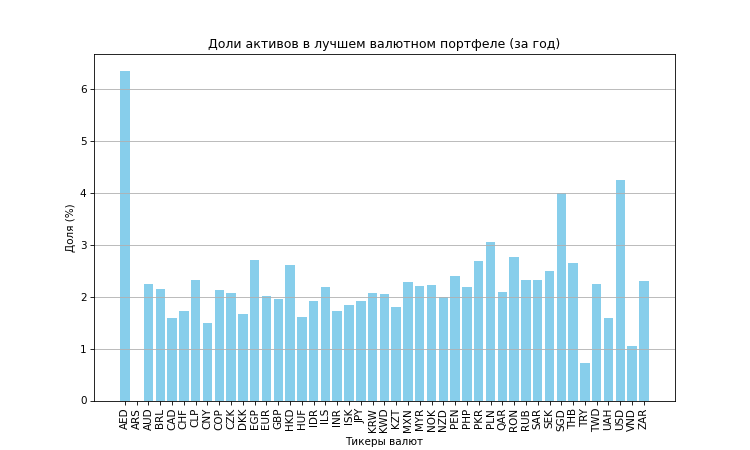 Доли активов в лучшем валютном портфеле (за год)
Доля (%)
6
5
4
3
2
1
0
AED ARS AUD BRL CAD CHF CLP CNY COP CZK DKK EGP EUR GBP HKD HUF IDR ILS INR ISK JPY KRW KWD KZT MXN MYR NOK NZD PEN PHP PKR PLN QAR RON RUB SAR SEK SGD THB TRY TWD UAH USD VND ZAR
Тикеры валют